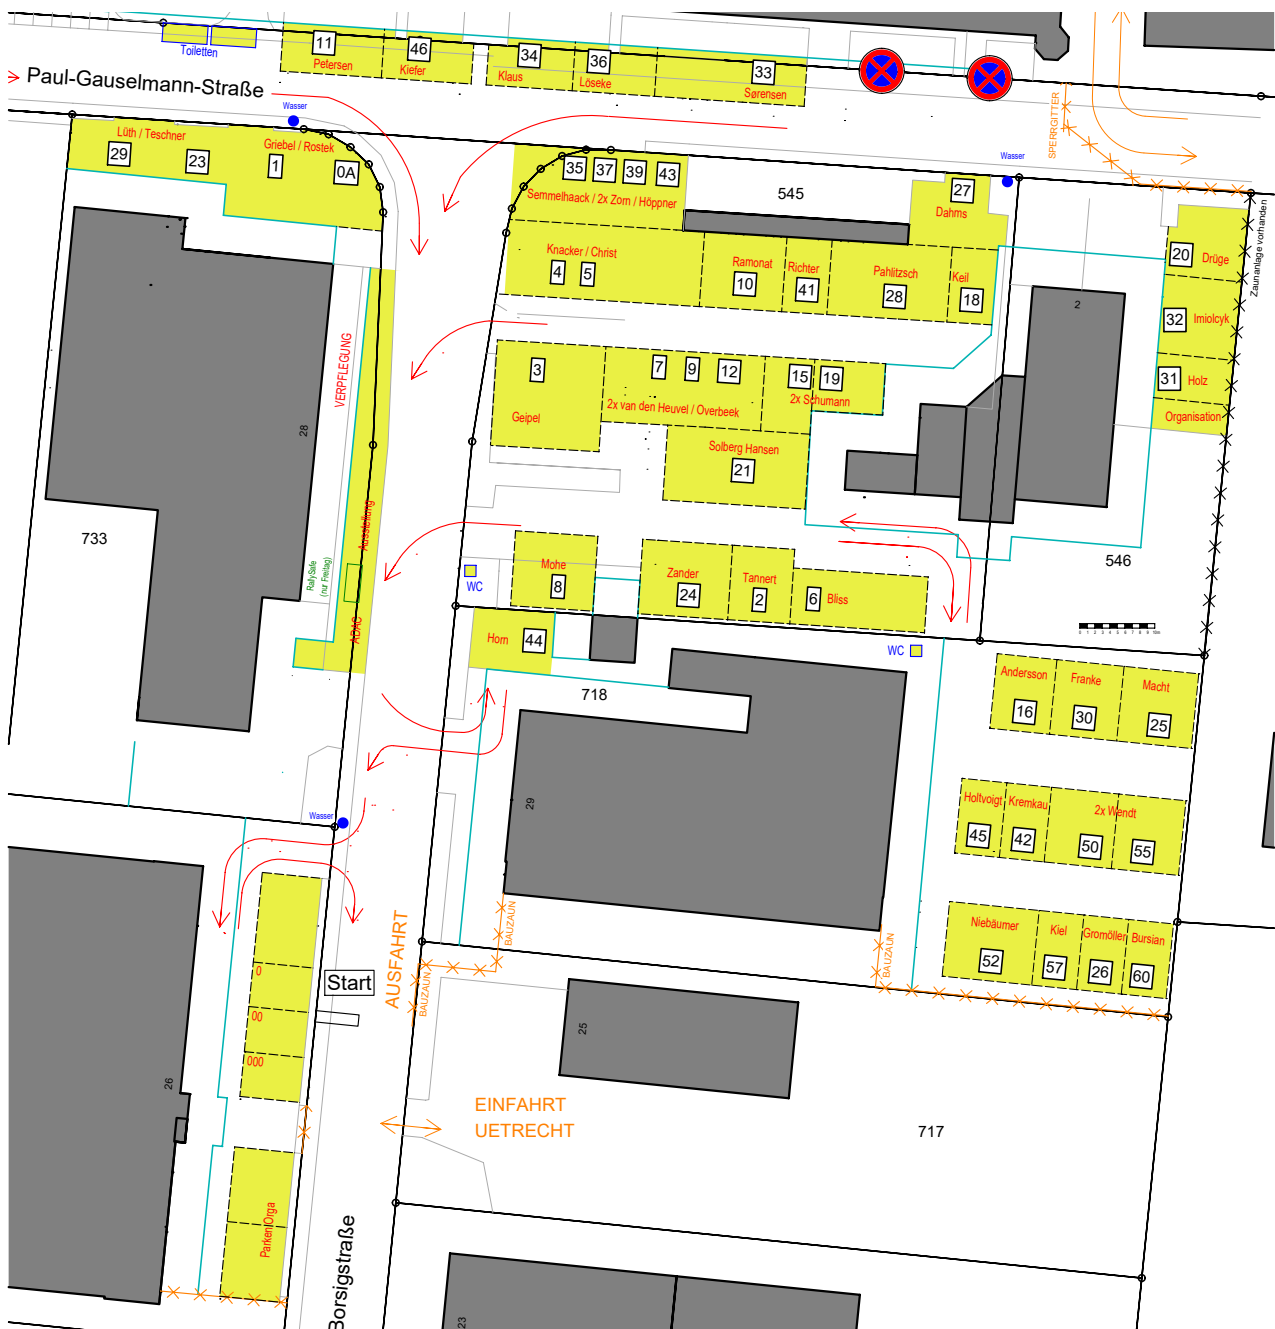 Toiletten
11
Petersen
46
Kiefer
34
Klaus
36
Löseke
33
Sørensen
Paul-Gauselmann-Straße
Wasser
SPERRGITTER
Wasser
Lüth / Teschner
29
23
Griebel / Rostek
1
0A
35 37 39 43
Semmelhaack / 2x Zorn / Höppner
545
27
Dahms
Zaunanlage vorhanden
20
Drüge
Knacker / Christ
4 5
Ramonat
10
Richter
41
Pahlitzsch
28
Keil
18
2
32
Imiolcyk
31
Holz
Organisation
VERPFLEGUNG
28
3
Geipel
7 9 12
2x van den Heuvel / Overbeek
15 19
2x Schumann
Solberg Hansen
21
733
Ausstellung
RallySafe
(nur Freitag)
ADAC
546
WC
Mohe
8
Zander
24
Tannert
2
6
Bliss
Horn
44
WC
718
Andersson
16
Franke
30
Macht
25
29
Holtvoigt
45
Kremkau
42
2x Wendt
50
55
Wasser
Niebäumer
52
Kiel
57
Gromöller
26
Bursian
60
AUSFAHRT
BAUZAUN
BAUZAUN
BAUZAUN
Start
0
00
000
26
25
EINFAHRT
UETRECHT
717
Parken/Orga
Borsigstraße
23